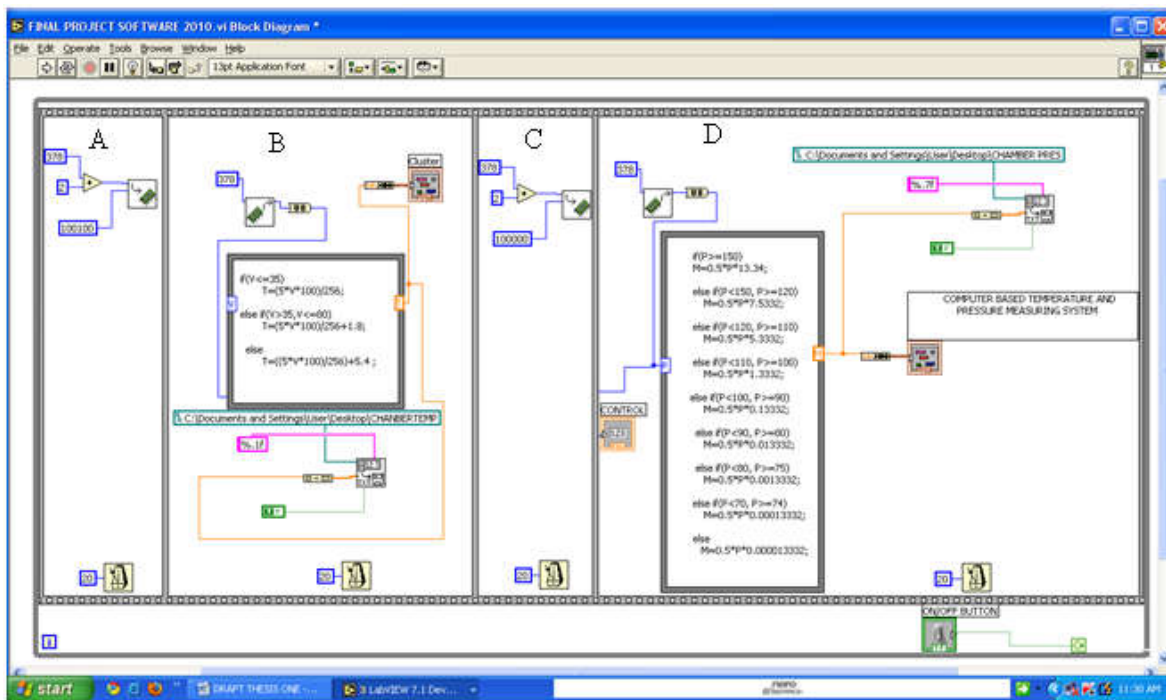 FINAL PROJECT SOFTWARE 2010.vi Block Diagram *
File Edit Operate Tools Browse Window Help
13pt Application Font
A
B
C
D
378
2
100100
20
378
Cluster
if(V<=35)
T=(5*V*100)/256;
else if(V>35,V<=80)
T=(5*V*100)/256+1.8;
else
T=((5*V*100)/256)+5.4 ;
C:\Documents and Settings\User\Desktop\CHANBERTEMP
%.1f
20
378
2
100000
20
378
C:\Documents and Settings\User\Desktop\CHAMBER PRES
%.7f
if(P>=150)
M=0.5*P*13.34;
else if(P<150, P>=120)
M=0.5*P*7.5332;
else if(P<120, P>=110)
M=0.5*P*5.3332;
else if(P<110, P>=100)
M=0.5*P*1.3332;
else if(P<100, P>=90)
M=0.5*P*0.13332;
else if(P<90, P>=80)
M=0.5*P*0.013332;
else if(P<80, P>=75)
M=0.5*P*0.0013332;
else if(P<70, P>=74)
M=0.5*P*0.00013332;
else
M=0.5*P*0.000013332;
CONTROL
COMPUTER BASED TEMPERATURE AND
PRESSURE MEASURING SYSTEM
20
ON/OFF BUTTON
i
start
DRAFT THESIS ONE -...
3 LabVIEW 7.1 Dev...
11:30 AM